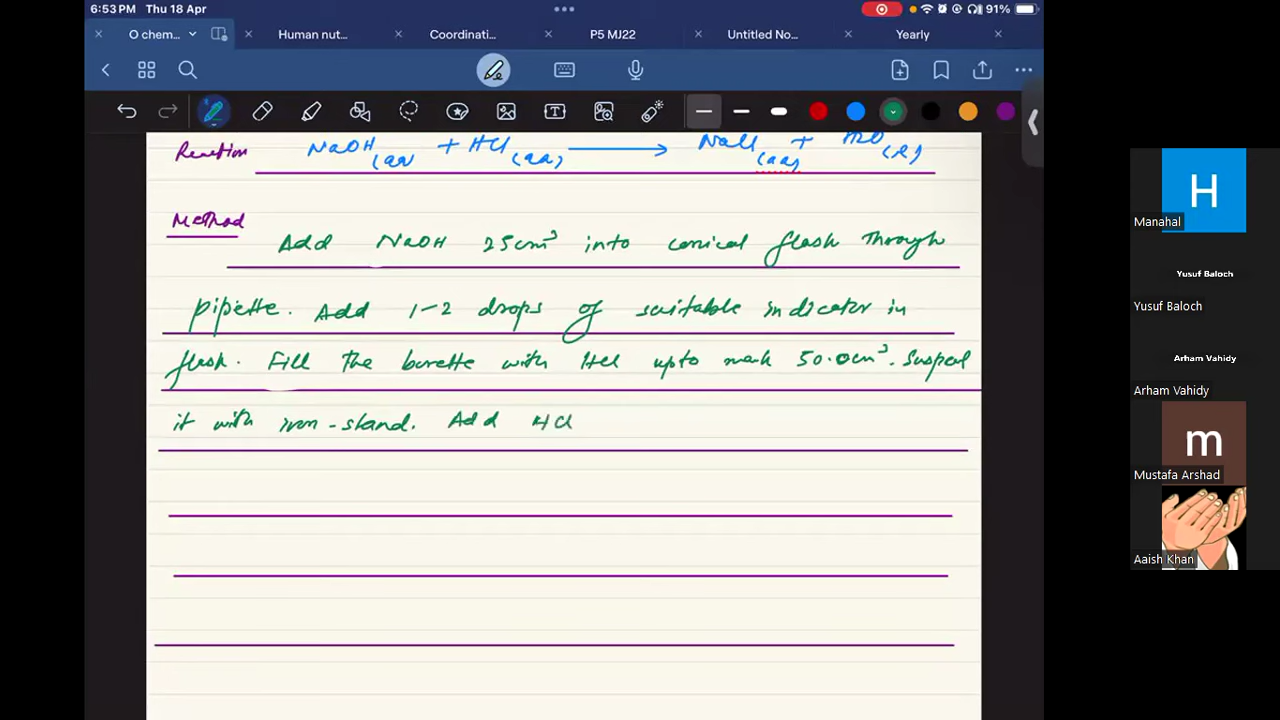 6:53 PM Thu 18 Apr
91%
O chem...
Human nut...
Coordinati...
P5 MJ22
Untitled No...
Yearly
T
Reaction NaOH(aq) + HCl(aq) → NaCl(aq) + H2O(l)
Method
Add NaOH 25cm³ into conical flask through
pipette. Add 1-2 drops of suitable indicator in
flask. Fill the burette with HCl upto mark 50.0cm³. Suspend
it with iron-stand. Add HCl
H
Manahal
Yusuf Baloch
Yusuf Baloch
Arham Vahidy
Arham Vahidy
m
Mustafa Arshad
Aaish Khan